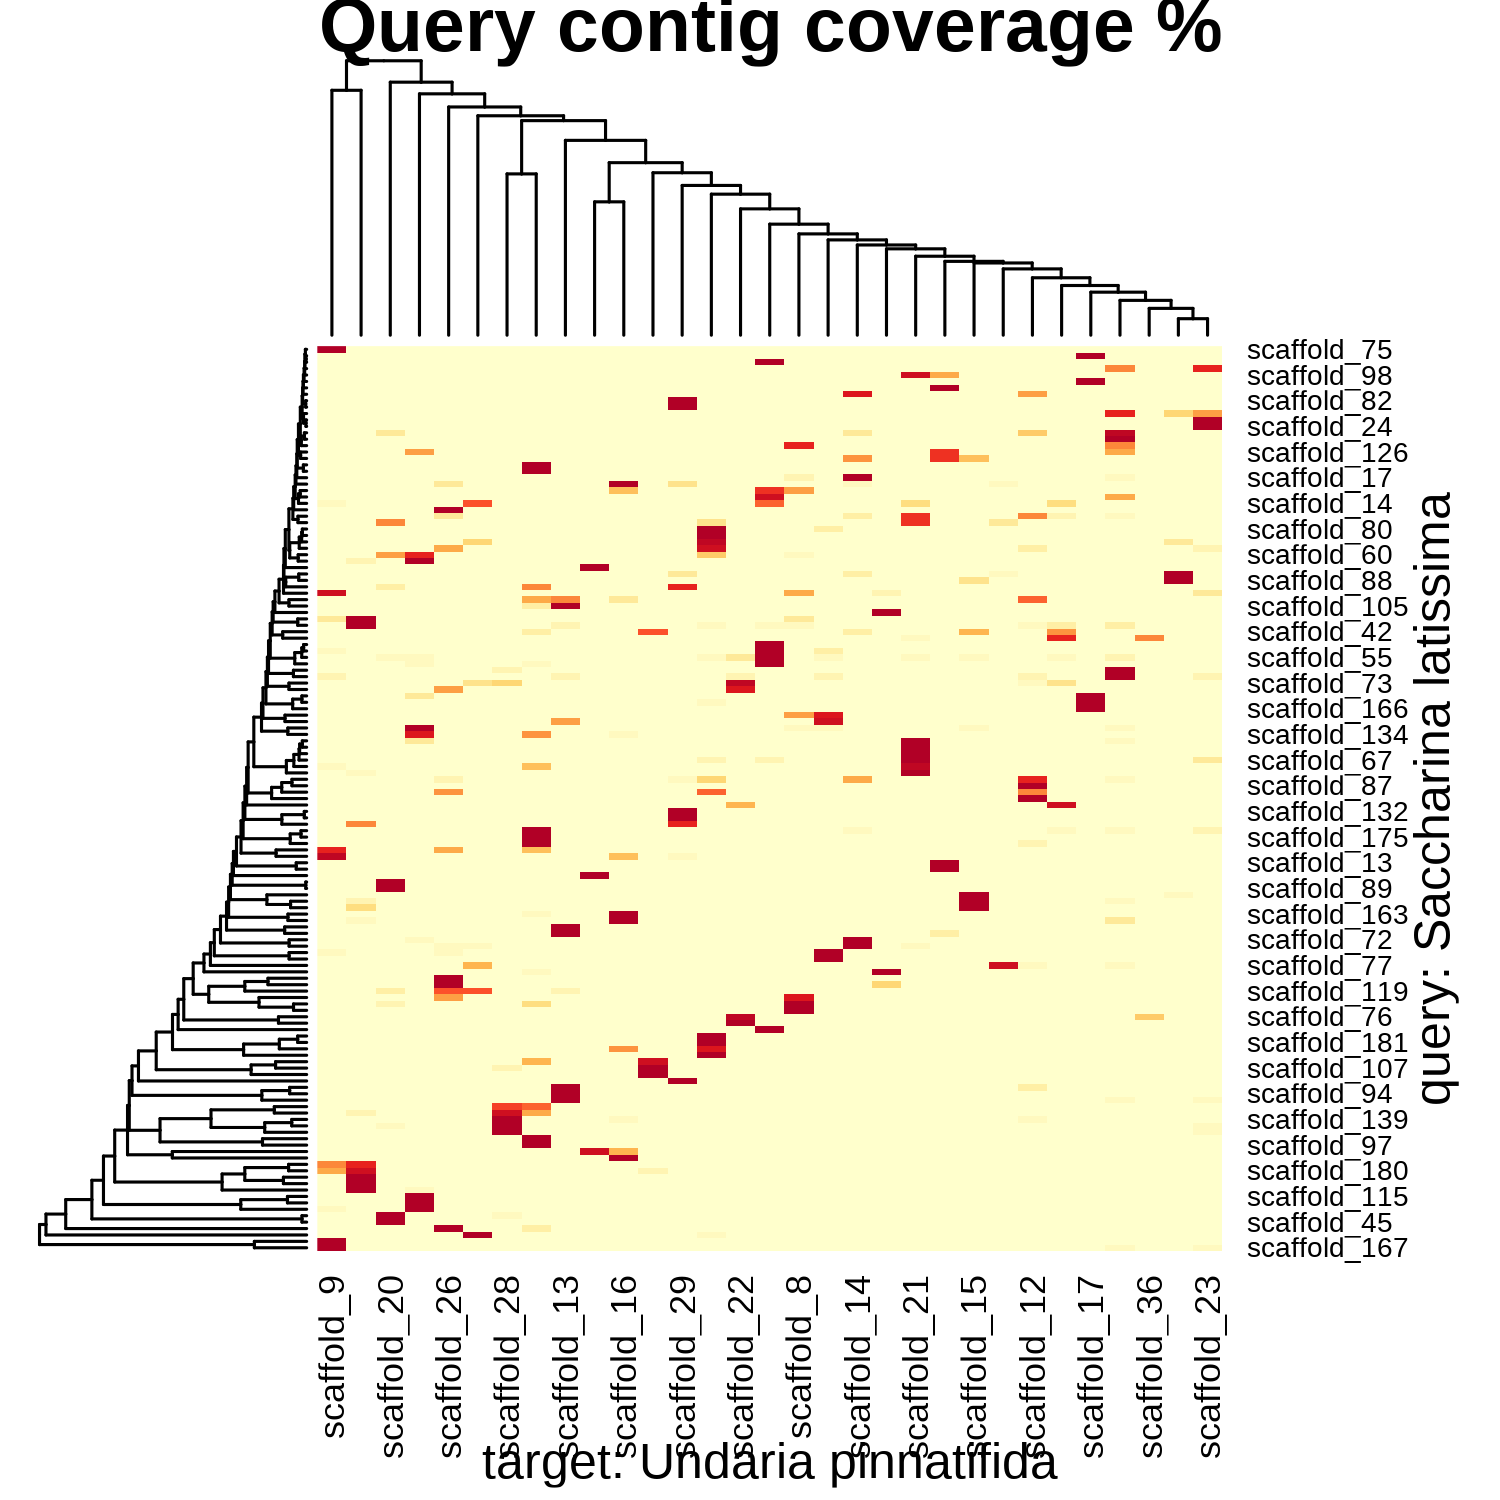 Query contig coverage %
scaffold_75
scaffold_98
scaffold_82
scaffold_24
scaffold_126
scaffold_17
scaffold_14
scaffold_80
scaffold_60
scaffold_88
scaffold_105
scaffold_42
scaffold_55
scaffold_73
scaffold_166
scaffold_134
scaffold_67
scaffold_87
scaffold_132
scaffold_175
scaffold_13
scaffold_89
scaffold_163
scaffold_72
scaffold_77
scaffold_119
scaffold_76
scaffold_181
scaffold_107
scaffold_94
scaffold_139
scaffold_97
scaffold_180
scaffold_115
scaffold_45
scaffold_167
query: Saccharina latissima
scaffold_9
scaffold_20
scaffold_26
scaffold_28
scaffold_13
scaffold_16
scaffold_29
scaffold_22
scaffold_8
scaffold_14
scaffold_21
scaffold_15
scaffold_12
scaffold_17
scaffold_36
scaffold_23
target: Undaria pinnatifida